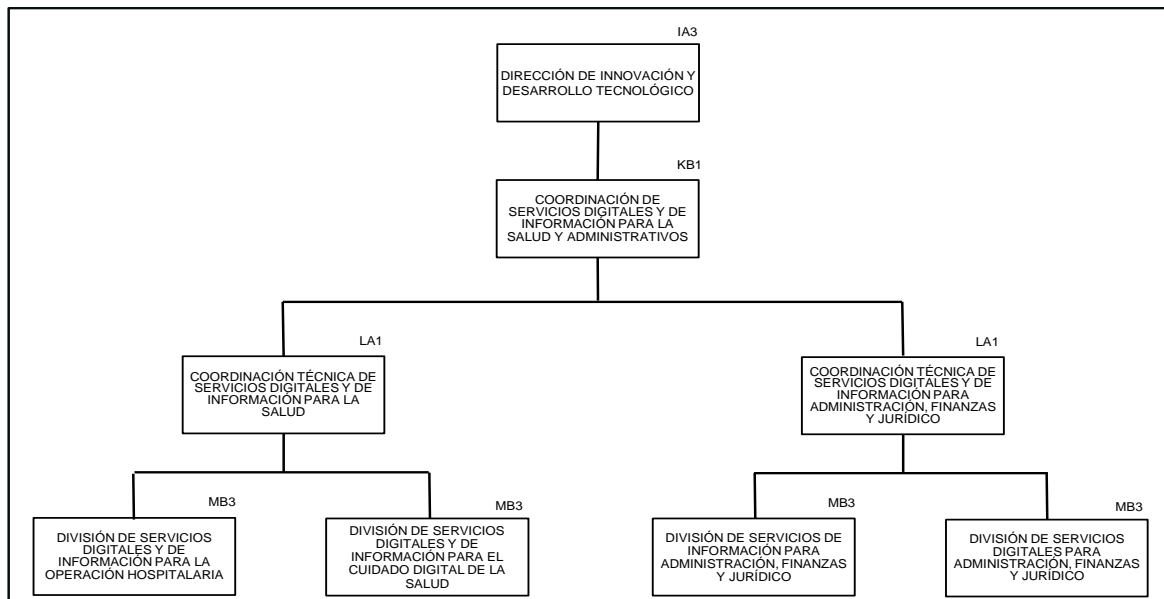 IA3
DIRECCIÓN DE INNOVACIÓN Y
DESARROLLO TECNOLÓGICO
KB1
COORDINACIÓN DE
SERVICIOS DIGITALES Y DE
INFORMACIÓN PARA LA
SALUD Y ADMINISTRATIVOS
LA1
COORDINACIÓN TÉCNICA DE
SERVICIOS DIGITALES Y DE
INFORMACIÓN PARA LA
SALUD
LA1
COORDINACIÓN TÉCNICA DE
SERVICIOS DIGITALES Y DE
INFORMACIÓN PARA
ADMINISTRACIÓN, FINANZAS
Y JURÍDICO
MB3
DIVISIÓN DE SERVICIOS
DIGITALES Y DE
INFORMACIÓN PARA LA
OPERACIÓN HOSPITALARIA
MB3
DIVISIÓN DE SERVICIOS
DIGITALES Y DE
INFORMACIÓN PARA EL
CUIDADO DIGITAL DE LA
SALUD
MB3
DIVISIÓN DE SERVICIOS DE
INFORMACIÓN PARA
ADMINISTRACIÓN, FINANZAS
Y JURÍDICO
MB3
DIVISIÓN DE SERVICIOS
DIGITALES PARA
ADMINISTRACIÓN, FINANZAS
Y JURÍDICO